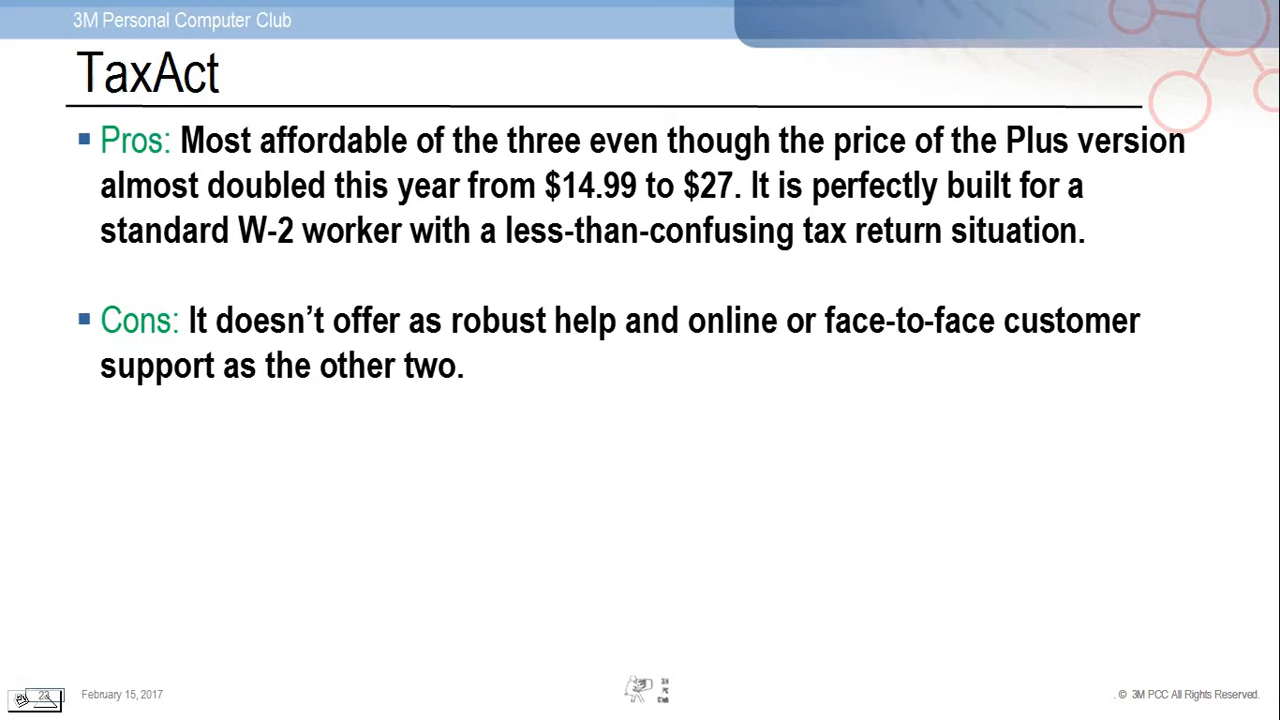 3M Personal Computer Club
TaxAct
Pros: Most affordable of the three even though the price of the Plus version
almost doubled this year from $14.99 to $27. It is perfectly built for a
standard W-2 worker with a less-than-confusing tax return situation.
Cons: It doesn’t offer as robust help and online or face-to-face customer
support as the other two.
23
February 15, 2017
. © 3M PCC All Rights Reserved.